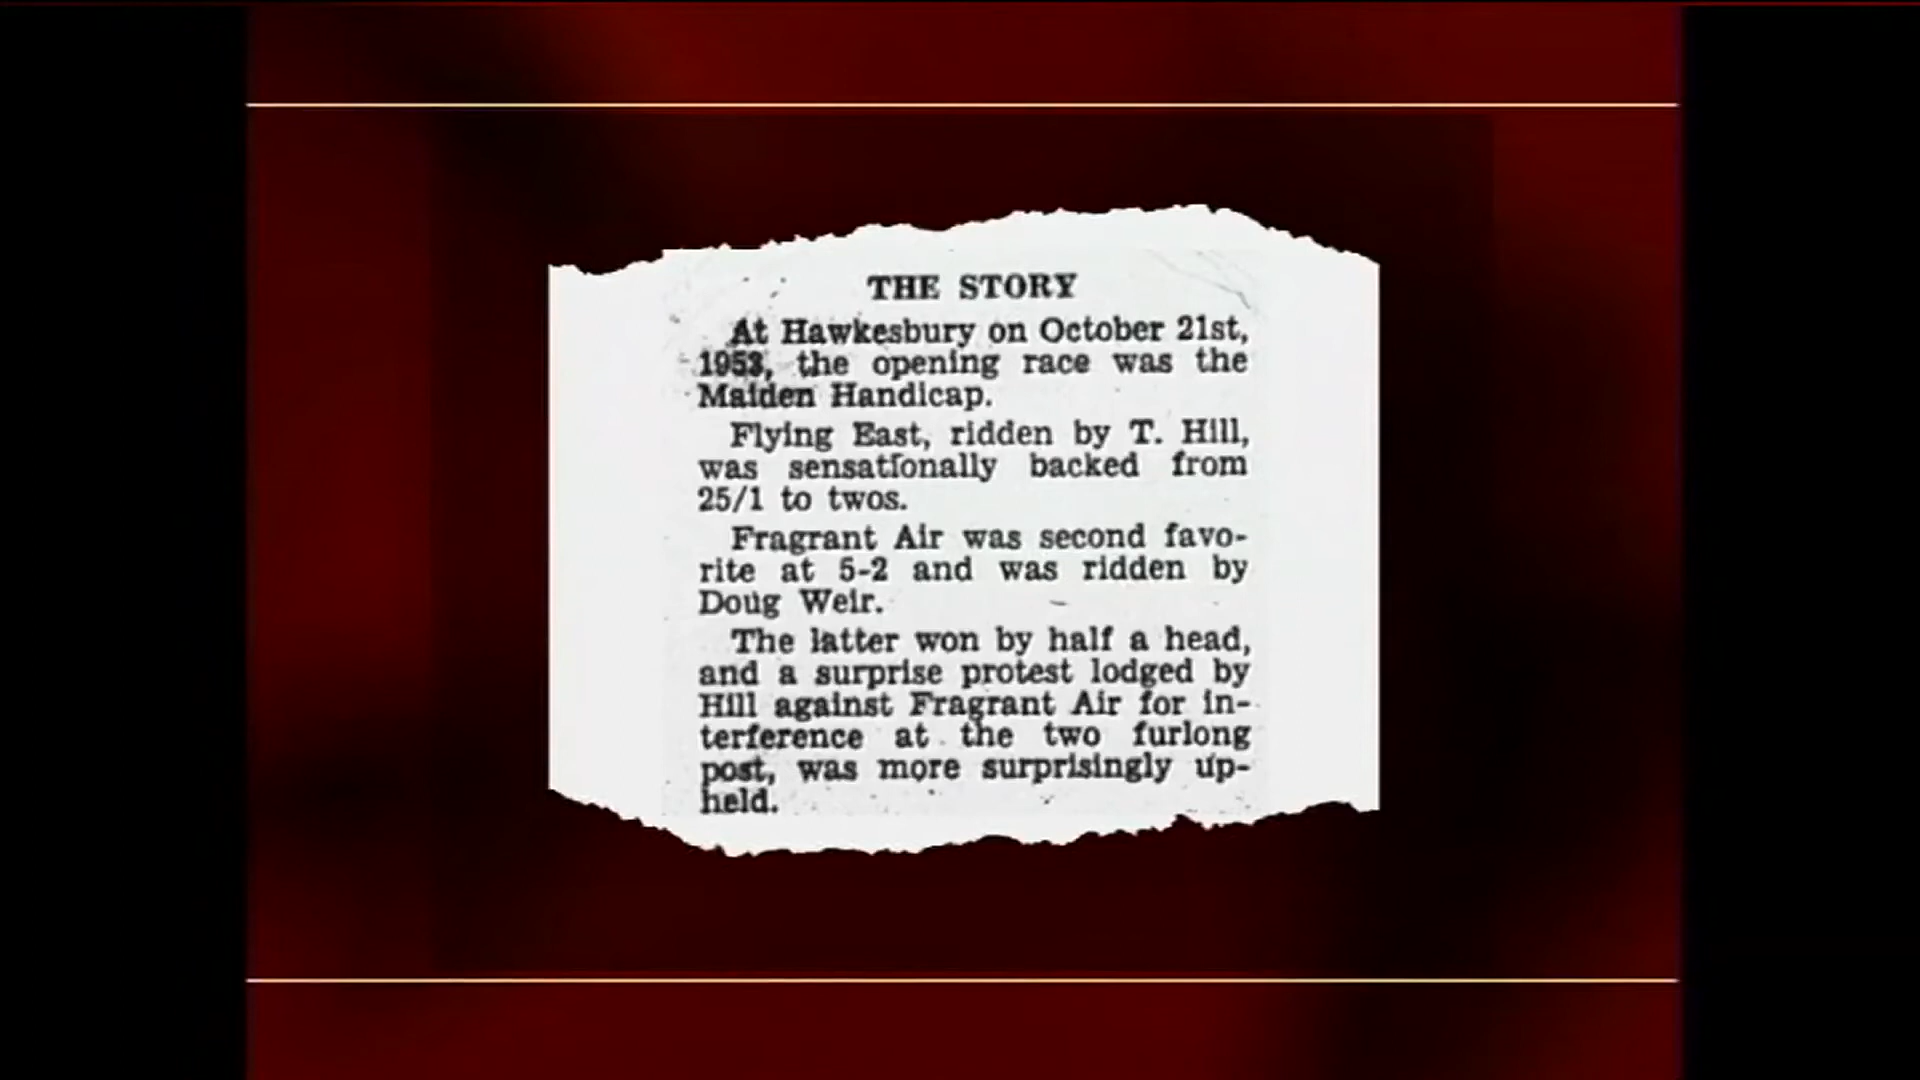 THE STORY
At Hawkesbury on October 21st,
1953, the opening race was the
Maiden Handicap.
Flying East, ridden by T. Hill,
was sensationally backed from
25/1 to twos.
Fragrant Air was second favo-
rite at 5-2 and was ridden by
Doug Weir.
The latter won by half a head,
and a surprise protest lodged by
Hill against Fragrant Air for in-
terference at the two furlong
post, was more surprisingly up-
held.